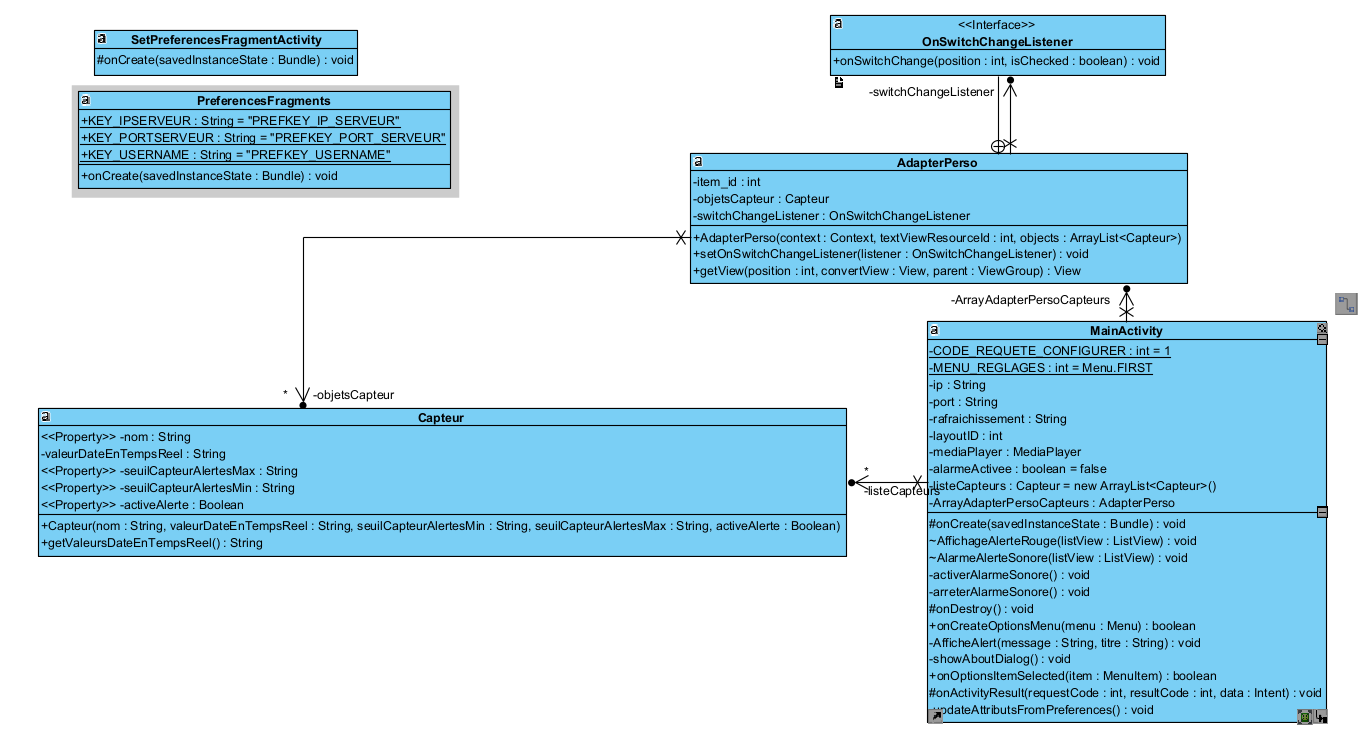 SetPreferencesFragmentActivity
#onCreate(savedInstanceState : Bundle) : void
PreferencesFragments
+KEY_IPSERVEUR : String = "PREFKEY_IP_SERVEUR"
+KEY_PORTSERVEUR : String = "PREFKEY_PORT_SERVEUR"
+KEY_USERNAME : String = "PREFKEY_USERNAME"
+onCreate(savedInstanceState : Bundle) : void
<<Interface>>
OnSwitchChangeListener
+onSwitchChange(position : int, isChecked : boolean) : void
-switchChangeListener
AdapterPerso
-item_id : int
-objetsCapteur : Capteur
-switchChangeListener : OnSwitchChangeListener
+AdapterPerso(context : Context, textViewResourceId : int, objects : ArrayList<Capteur>)
+setOnSwitchChangeListener(listener : OnSwitchChangeListener) : void
+getView(position : int, convertView : View, parent : ViewGroup) : View
-ArrayAdapterPersoCapteurs
* -objetsCapteur
Capteur
<<Property>> -nom : String
-valeurDateEnTempsReel : String
<<Property>> -seuilCapteurAlertesMax : String
<<Property>> -seuilCapteurAlertesMin : String
<<Property>> -activeAlerte : Boolean
+Capteur(nom : String, valeurDateEnTempsReel : String, seuilCapteurAlertesMin : String, seuilCapteurAlertesMax : String, activeAlerte : Boolean)
+getValeursDateEnTempsReel() : String
*
-listeCapteurs
MainActivity
-CODE_REQUETE_CONFIGURER : int = 1
-MENU_REGLAGES : int = Menu.FIRST
-ip : String
-port : String
-rafraichissement : String
-layoutID : int
-mediaPlayer : MediaPlayer
-alarmeActivee : boolean = false
-listeCapteurs : Capteur = new ArrayList<Capteur>()
-ArrayAdapterPersoCapteurs : AdapterPerso
#onCreate(savedInstanceState : Bundle) : void
~AffichageAlerteRouge(listView : ListView) : void
~AlarmeAlerteSonore(listView : ListView) : void
-activerAlarmeSonore() : void
-arreterAlarmeSonore() : void
#onDestroy() : void
+onCreateOptionsMenu(menu : Menu) : boolean
-AfficheAlert(message : String, titre : String) : void
-showAboutDialog() : void
+onOptionsItemSelected(item : MenuItem) : boolean
#onActivityResult(requestCode : int, resultCode : int, data : Intent) : void
updateAttributsFromPreferences() : void